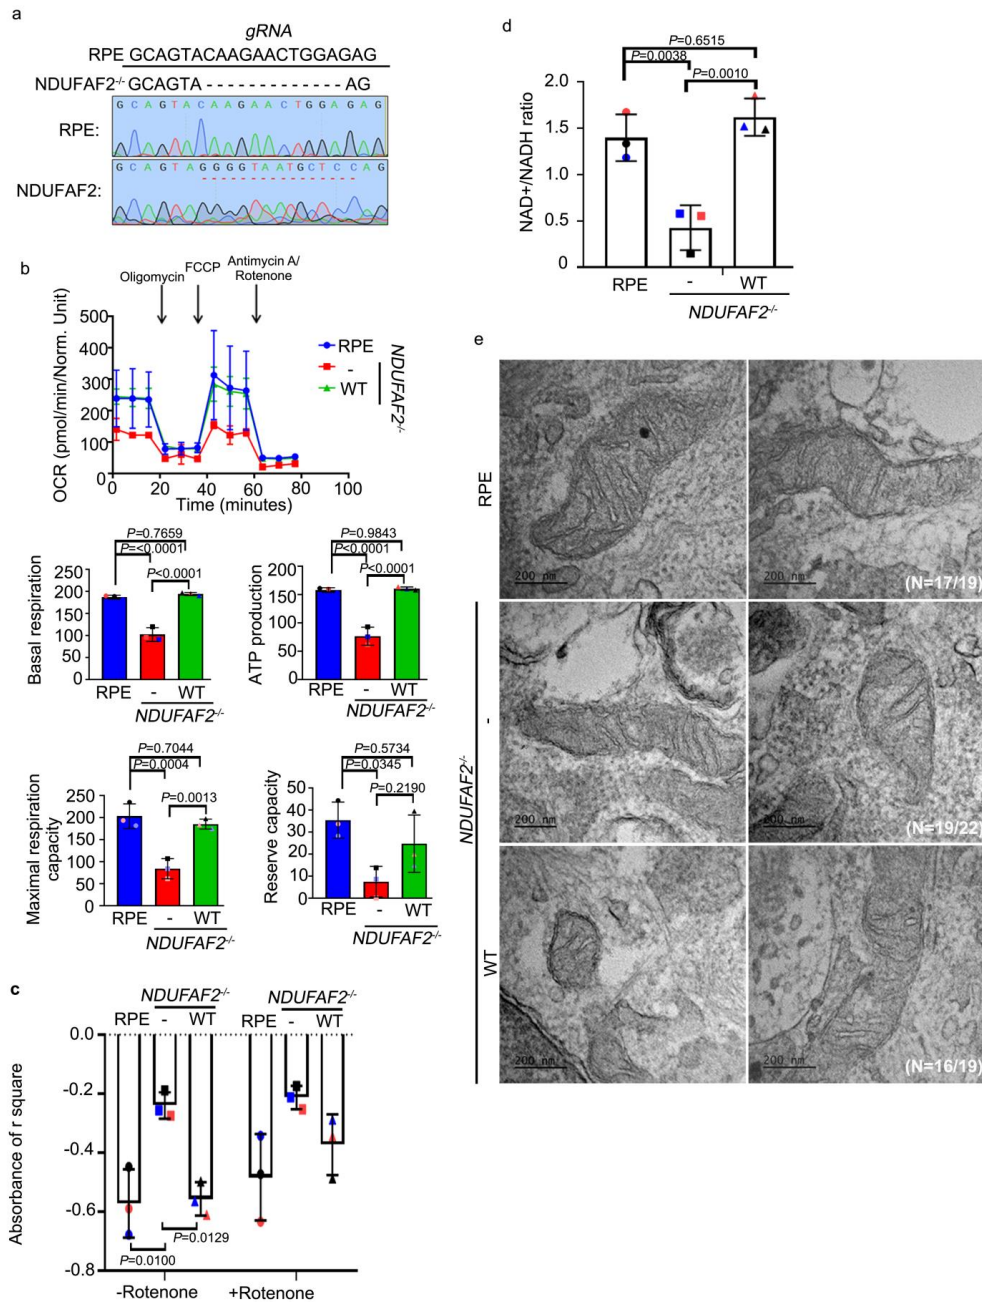 a
gRNA
RPE GCAGTACAAGAACTGGAGAG
NDUFAF2-/- GCAGTA - - - - - - - - - - - - AG
G C A G T A C A A G A A C T G G A G A G
RPE:
G C A G T A G G G G T A A T G C T C C A G
NDUFAF2:
b
Oligomycin
FCCP
Antimycin A/
Rotenone
500
400
300
200
100
0
OCR (pmol/min/Norm. Unit)
0 20 40 60 80 100
Time (minutes)
RPE
-
WT
NDUFAF2-/-
P=0.7659
P=<0.0001
P<0.0001
200
150
100
50
0
Basal respiration
RPE - WT
NDUFAF2-/-
P=0.9843
P<0.0001
P<0.0001
200
150
100
50
0
ATP production
RPE - WT
NDUFAF2-/-
P=0.7044
P=0.0004
P=0.0013
250
200
150
100
50
0
Maximal respiration
capacity
RPE - WT
NDUFAF2-/-
P=0.5734
P=0.0345
P=0.2190
50
40
30
20
10
0
Reserve capacity
RPE - WT
NDUFAF2-/-
c
NDUFAF2-/-
NDUFAF2-/-
RPE - WT
RPE - WT
0.0
-0.2
-0.4
-0.6
-0.8
Absorbance of r square
P=0.0129
P=0.0100
-Rotenone
+Rotenone
d
P=0.6515
P=0.0038
P=0.0010
2.0
1.5
1.0
0.5
0
NAD+/NADH ratio
RPE - WT
NDUFAF2-/-
e
RPE
200 nm
200 nm
(N=17/19)
NDUFAF2-/-
-
200 nm
200 nm
(N=19/22)
WT
200 nm
200 nm
(N=16/19)